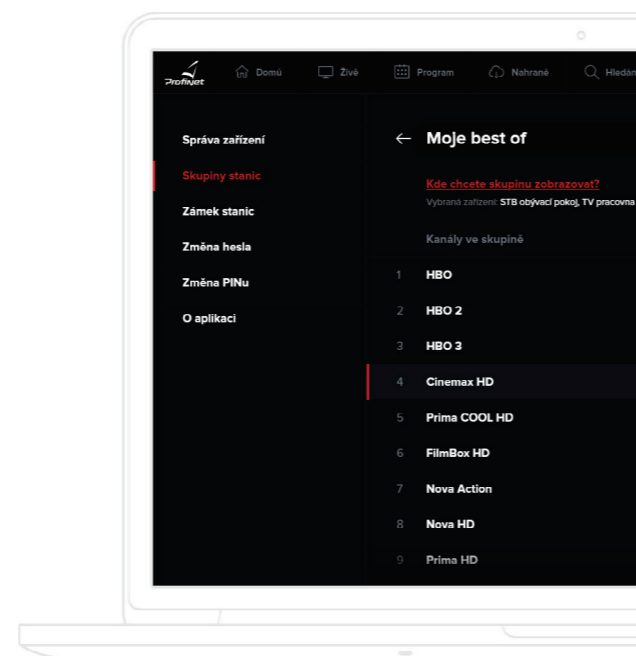 Profinet Domů Živě Program Nahrané Hledán
Správa zařízení
Skupiny stanic
Zámek stanic
Změna hesla
Změna PINu
O aplikaci
← Moje best of
Kde chcete skupinu zobrazovat?
Vybraná zařízení: STB obývací pokoj, TV pracovna
Kanály ve skupině
1 HBO
2 HBO 2
3 HBO 3
4 Cinemax HD
5 Prima COOL HD
6 FilmBox HD
7 Nova Action
8 Nova HD
9 Prima HD